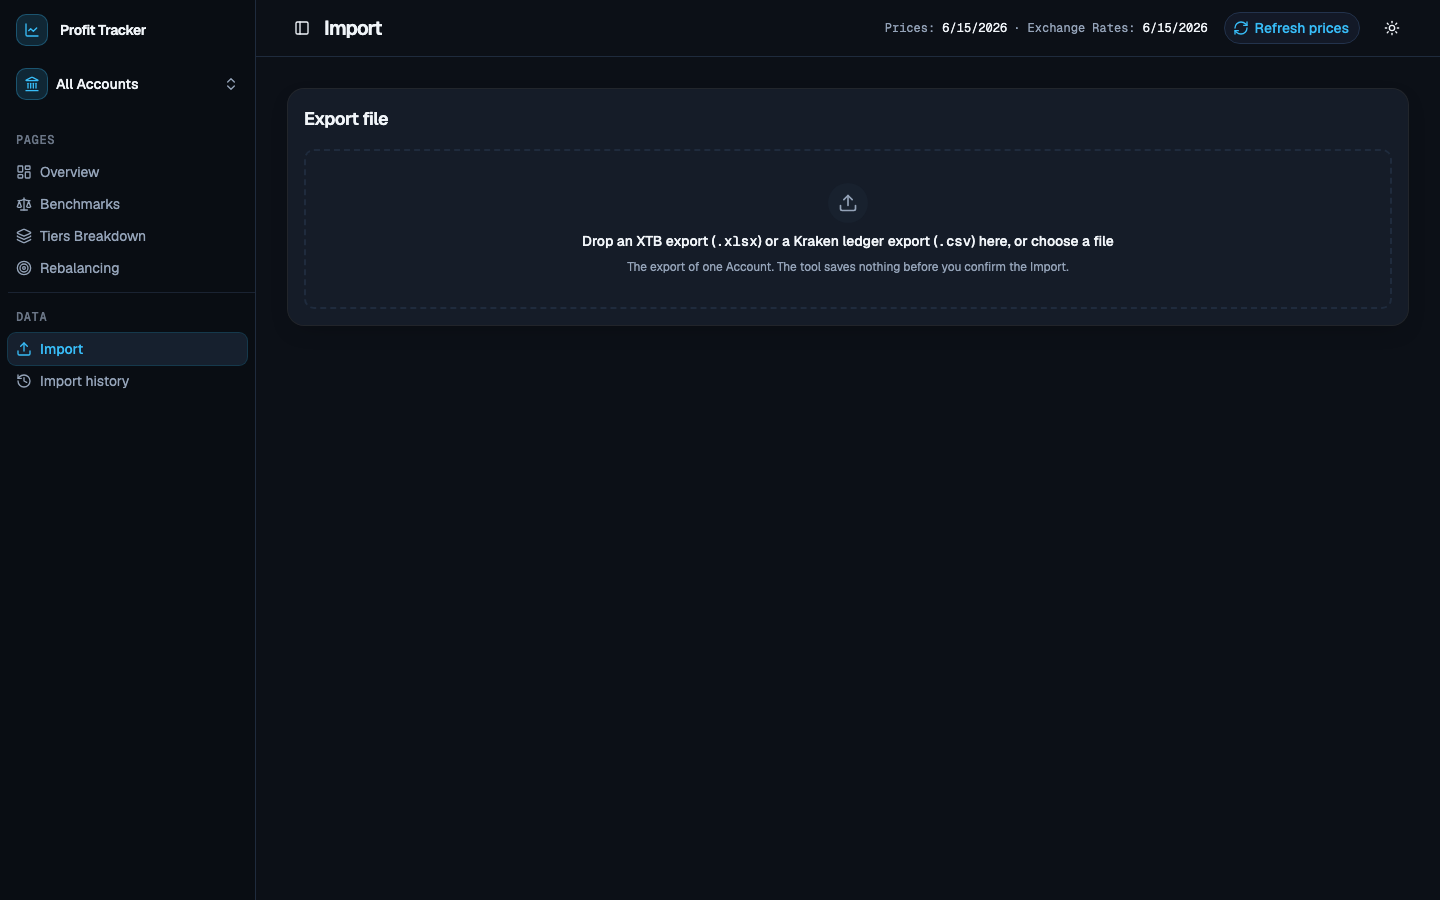 Profit Tracker
All Accounts
PAGES
Overview
Benchmarks
Tiers Breakdown
Rebalancing
DATA
Import
Import history
Import
Prices: 6/15/2026 · Exchange Rates: 6/15/2026
Refresh prices
Export file
Drop an XTB export (.xlsx) or a Kraken ledger export (.csv) here, or choose a file
The export of one Account. The tool saves nothing before you confirm the Import.